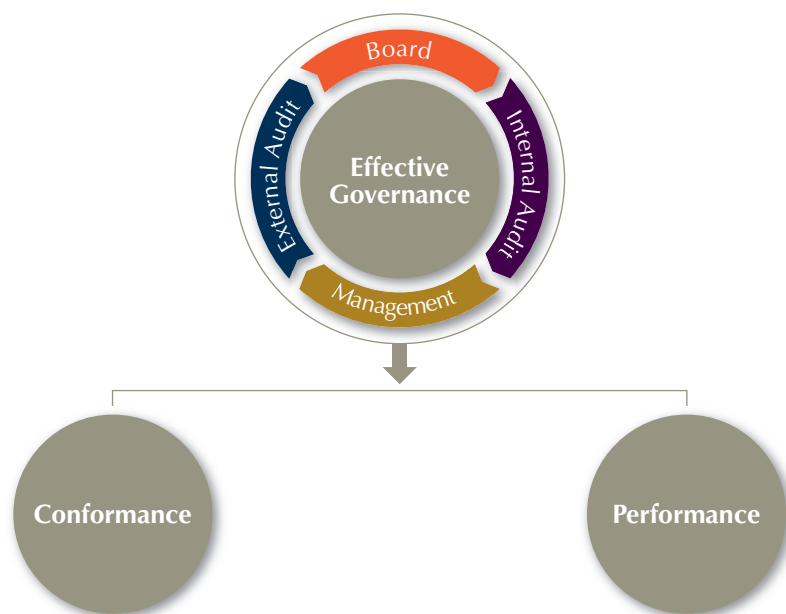 Board
External Audit
Internal Audit
Effective
Governance
Management
Conformance
Performance